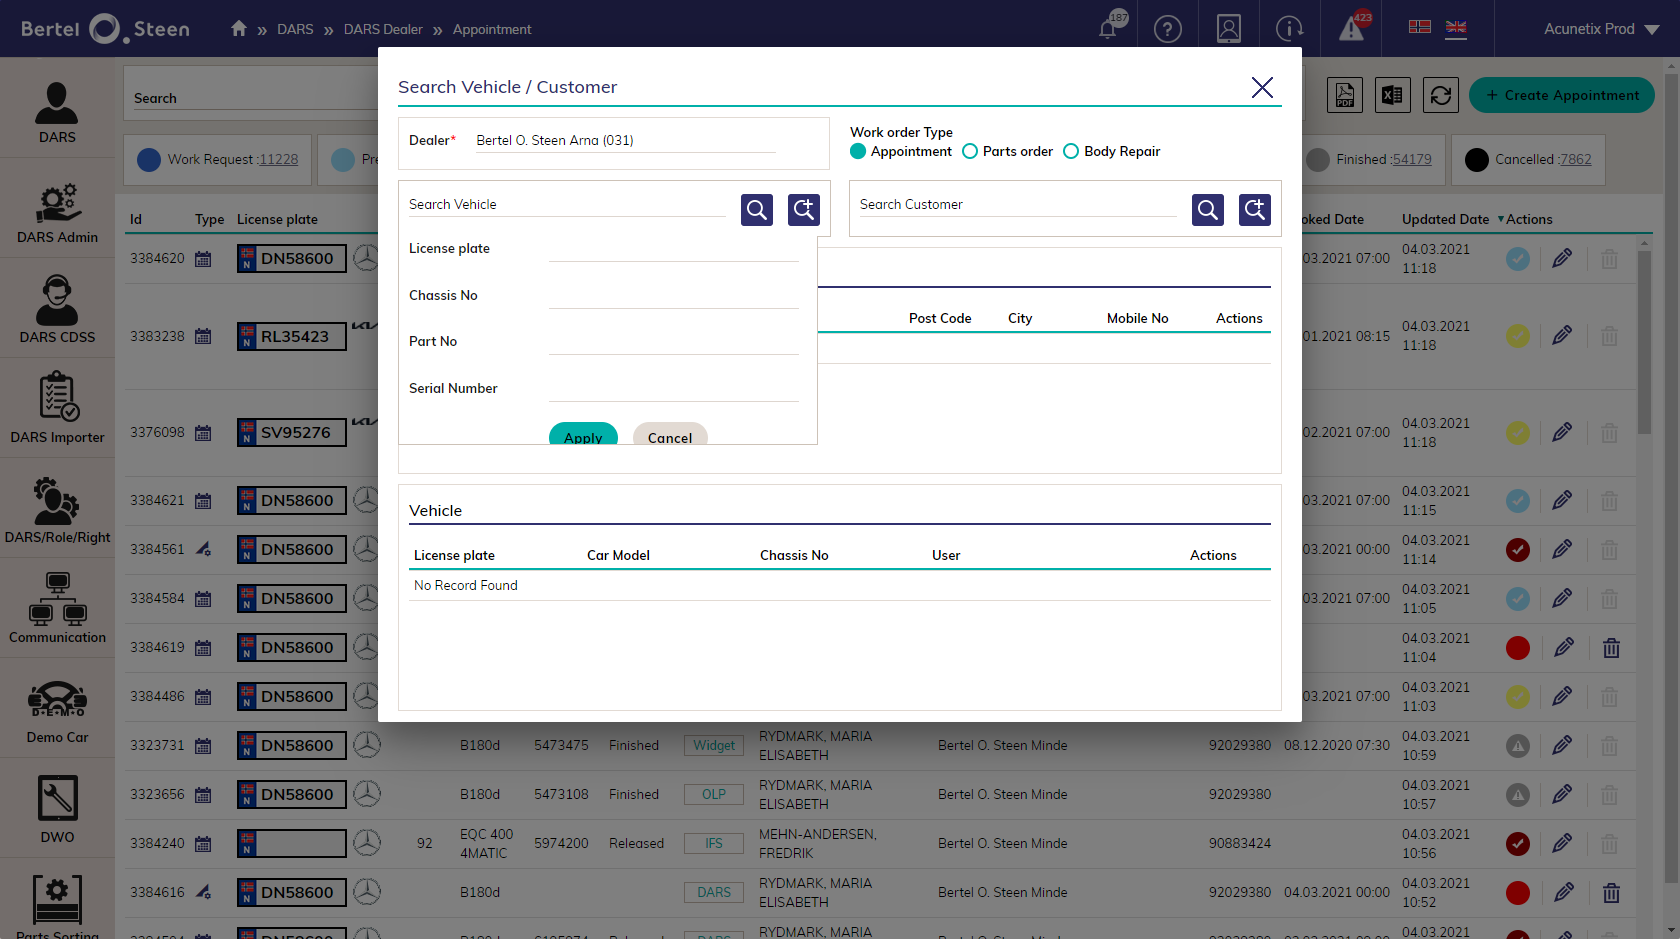 Bertel O. Steen
» DARS » DARS Dealer » Appointment
187
423
Acunetix Prod
DARS
DARS Admin
DARS CDSS
DARS Importer
DARS/Role/Right
Communication
DEMO
Demo Car
DWO
Parts Sorting
Search
PDF
+ Create Appointment
Work Request :11228
Pre
Finished :54179
Cancelled :7862
Search Vehicle / Customer
Dealer* Bertel O. Steen Arna (031)
Work order Type
Appointment Parts order Body Repair
Search Vehicle
Search Customer
License plate
Chassis No
Part No
Serial Number
Apply Cancel
Post Code City Mobile No Actions
Vehicle
License plate Car Model Chassis No User Actions
No Record Found
Id Type License plate oked Date Updated Date Actions
3384620 N DN58600 03.2021 07:00 04.03.2021
11:18
3383238 N RL35423 01.2021 08:15 04.03.2021
11:18
3376098 N SV95276 02.2021 07:00 04.03.2021
11:18
3384621 N DN58600 03.2021 07:00 04.03.2021
11:15
3384561 N DN58600 03.2021 00:00 04.03.2021
11:14
3384584 N DN58600 03.2021 07:00 04.03.2021
11:05
3384619 N DN58600 04.03.2021
11:04
3384486 N DN58600 03.2021 07:00 04.03.2021
11:03
3323731 N DN58600 B180d 5473475 Finished Widget RYDMARK, MARIA ELISABETH Bertel O. Steen Minde 92029380 08.12.2020 07:30 04.03.2021
10:59
3323656 N DN58600 B180d 5473108 Finished OLP RYDMARK, MARIA ELISABETH Bertel O. Steen Minde 92029380 04.03.2021
10:57
3384240 N 92 EQC 400 4MATIC 5974200 Released IFS MEHN-ANDERSEN, FREDRIK Bertel O. Steen Minde 90883424 04.03.2021
10:56
3384616 N DN58600 B180d DARS RYDMARK, MARIA ELISABETH Bertel O. Steen Minde 92029380 04.03.2021 00:00 04.03.2021
10:52
DN58600 RYDMARK, MARIA 04.03.2021